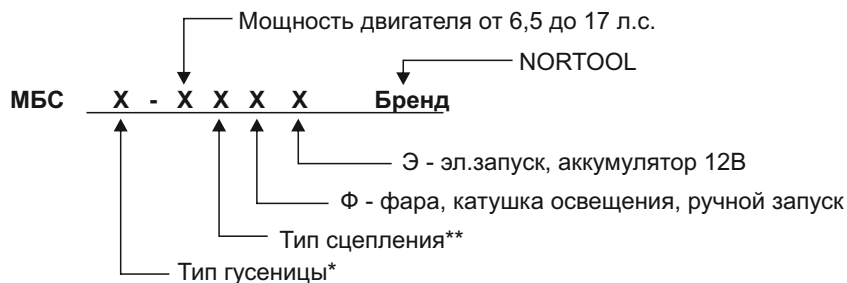 Мощность двигателя от 6,5 до 17 л.с.
NORTOOL
МБС X - X X X X Бренд
Э - эл.запуск, аккумулятор 12В
Ф - фара, катушка освещения, ручной запуск
Тип сцепления**
Тип гусеницы*